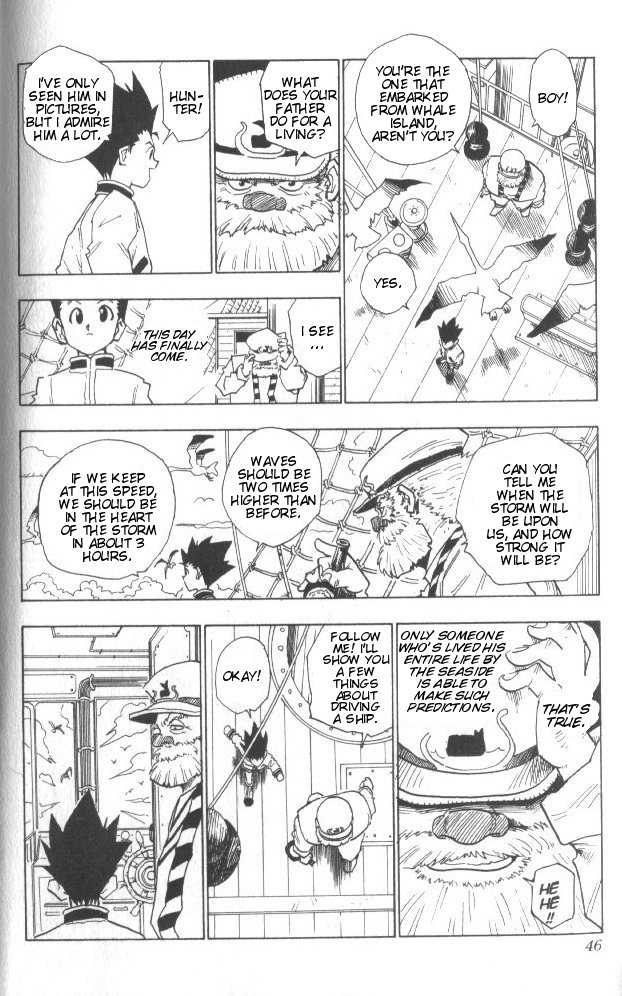 BOY!
YOU'RE THE
ONE THAT
EMBARKED
FROM WHALE
ISLAND,
AREN'T YOU?
YES.
WHAT
DOES YOUR
FATHER
DO FOR A
LIVING?
HUN-
TER!
I'VE ONLY
SEEN HIM IN
PICTURES,
BUT I ADMIRE
HIM A LOT.
I SEE
...
THIS DAY
HAS FINALLY
COME.
CAN YOU
TELL ME
WHEN THE
STORM WILL
BE UPON
US, AND HOW
STRONG IT
WILL BE?
WAVES
SHOULD BE
TWO TIMES
HIGHER THAN
BEFORE.
IF WE KEEP
AT THIS SPEED,
WE SHOULD BE
IN THE HEART
OF THE STORM
IN ABOUT 3
HOURS.
THAT'S
TRUE.
ONLY SOMEONE
WHO'S LIVED HIS
ENTIRE LIFE BY
THE SEASIDE
IS ABLE TO
MAKE SUCH
PREDICTIONS.
HE
HE
!!
FOLLOW
ME! I'LL
SHOW YOU
A FEW
THINGS
ABOUT
DRIVING
A SHIP.
OKAY!
46